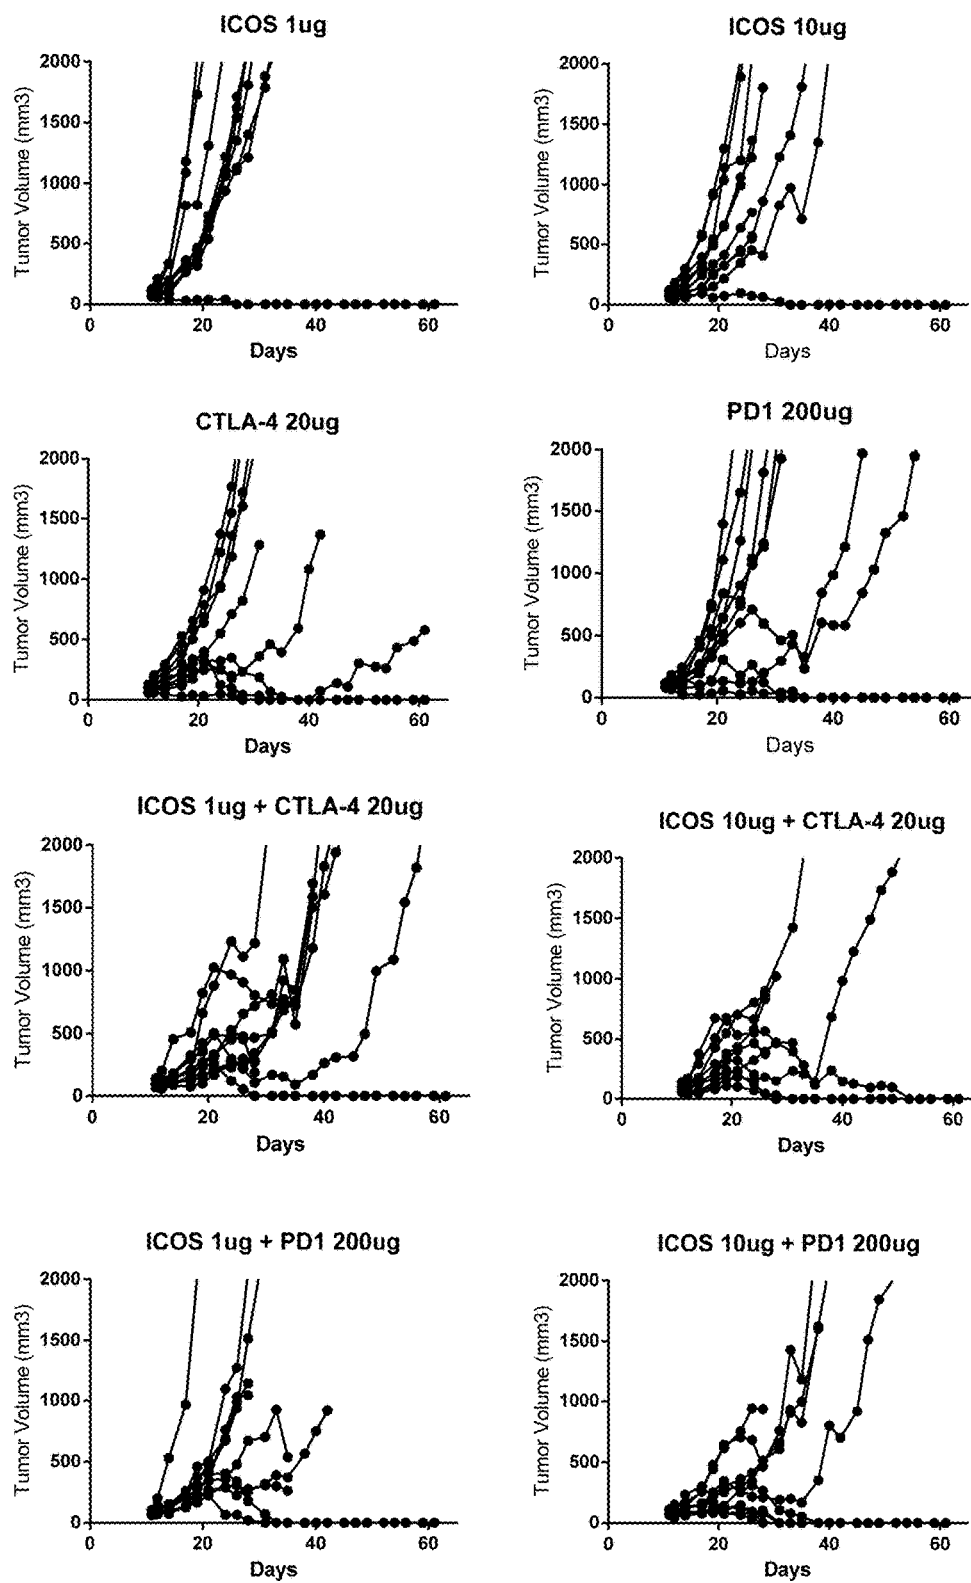 ICOS 1ug
ICOS 10ug
Tumor Volume (mm3)
2000
1500
1000
500
0
0 20 40 60
Days
Tumor Volume (mm3)
2000
1500
1000
500
0
0 20 40 60
Days
CTLA-4 20ug
PD1 200ug
Tumor Volume (mm3)
2000
1500
1000
500
0
0 20 40 60
Days
Tumor Volume (mm3)
2000
1500
1000
500
0
0 20 40 60
Days
ICOS 1ug + CTLA-4 20ug
ICOS 10ug + CTLA-4 20ug
Tumor Volume (mm3)
2000
1500
1000
500
0
0 20 40 60
Days
Tumor Volume (mm3)
2000
1500
1000
500
0
0 20 40 60
Days
ICOS 1ug + PD1 200ug
ICOS 10ug + PD1 200ug
Tumor Volume (mm3)
2000
1500
1000
500
0
0 20 40 60
Days
Tumor Volume (mm3)
2000
1500
1000
500
0
0 20 40 60
Days